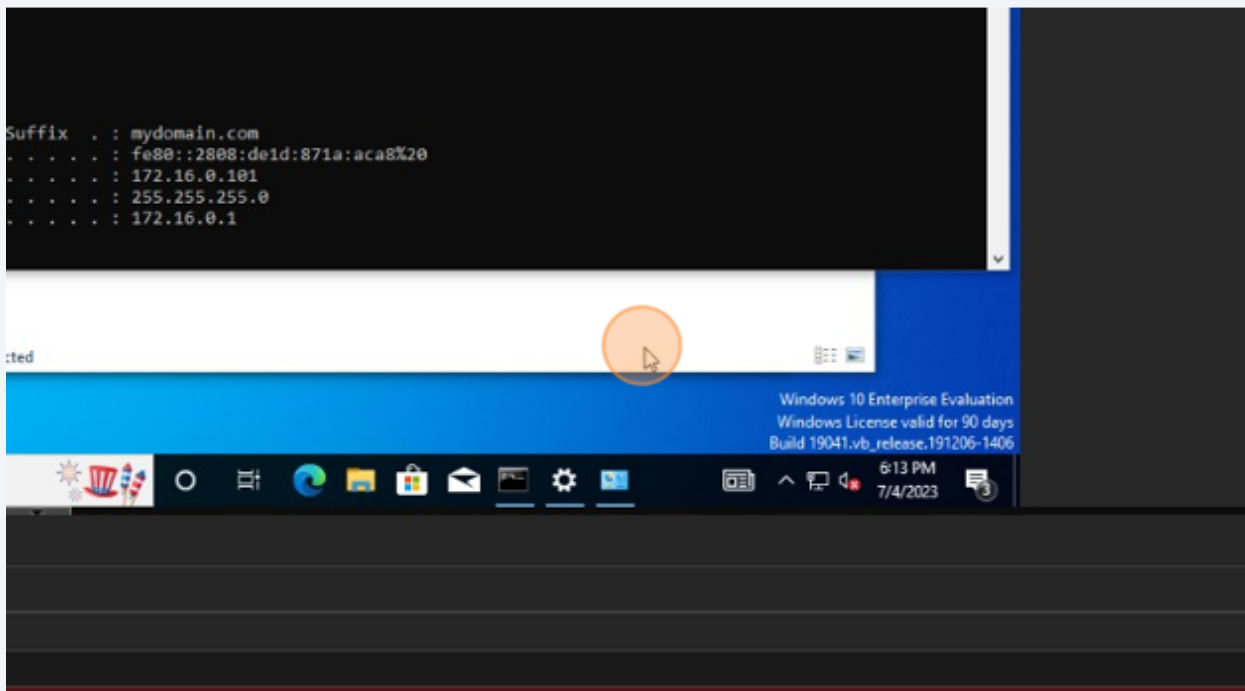 Suffix . : mydomain.com
. . . . . : fe80::2808:de1d:871a:aca8%20
. . . . . : 172.16.0.101
. . . . . : 255.255.255.0
. . . . . : 172.16.0.1
cted
Windows 10 Enterprise Evaluation
Windows License valid for 90 days
Build 19041.vb_release.191206-1406
6:13 PM
7/4/2023
3